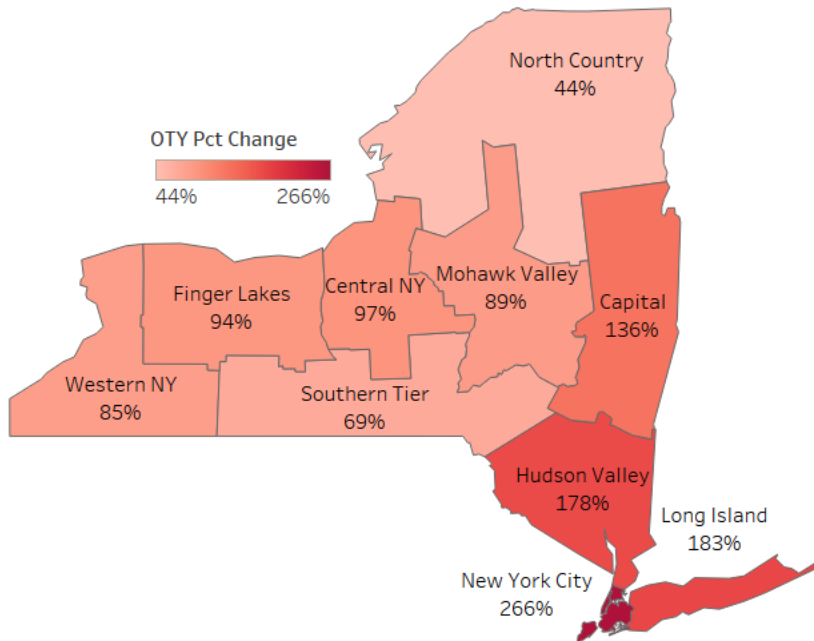 North Country
44%
OTY Pct Change
44% 266%
Mohawk Valley
89%
Central NY
97%
Finger Lakes
94%
Capital
136%
Western NY
85%
Southern Tier
69%
Hudson Valley
178%
Long Island
183%
New York City
266%